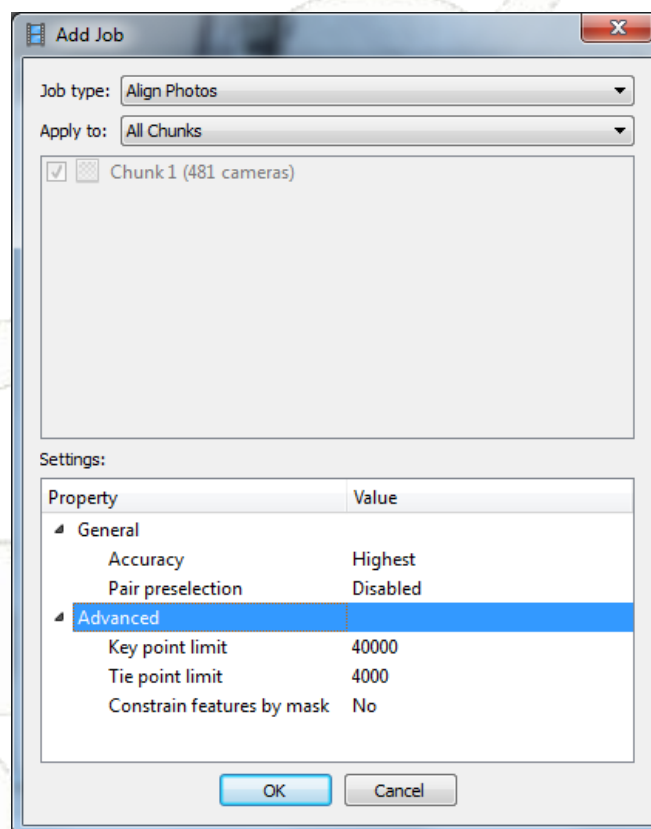 Add Job
Job type: Align Photos
Apply to: All Chunks
Chunk 1 (481 cameras)
Settings:
Property Value
General
Accuracy Highest
Pair preselection Disabled
Advanced
Key point limit 40000
Tie point limit 4000
Constrain features by mask No
OK Cancel